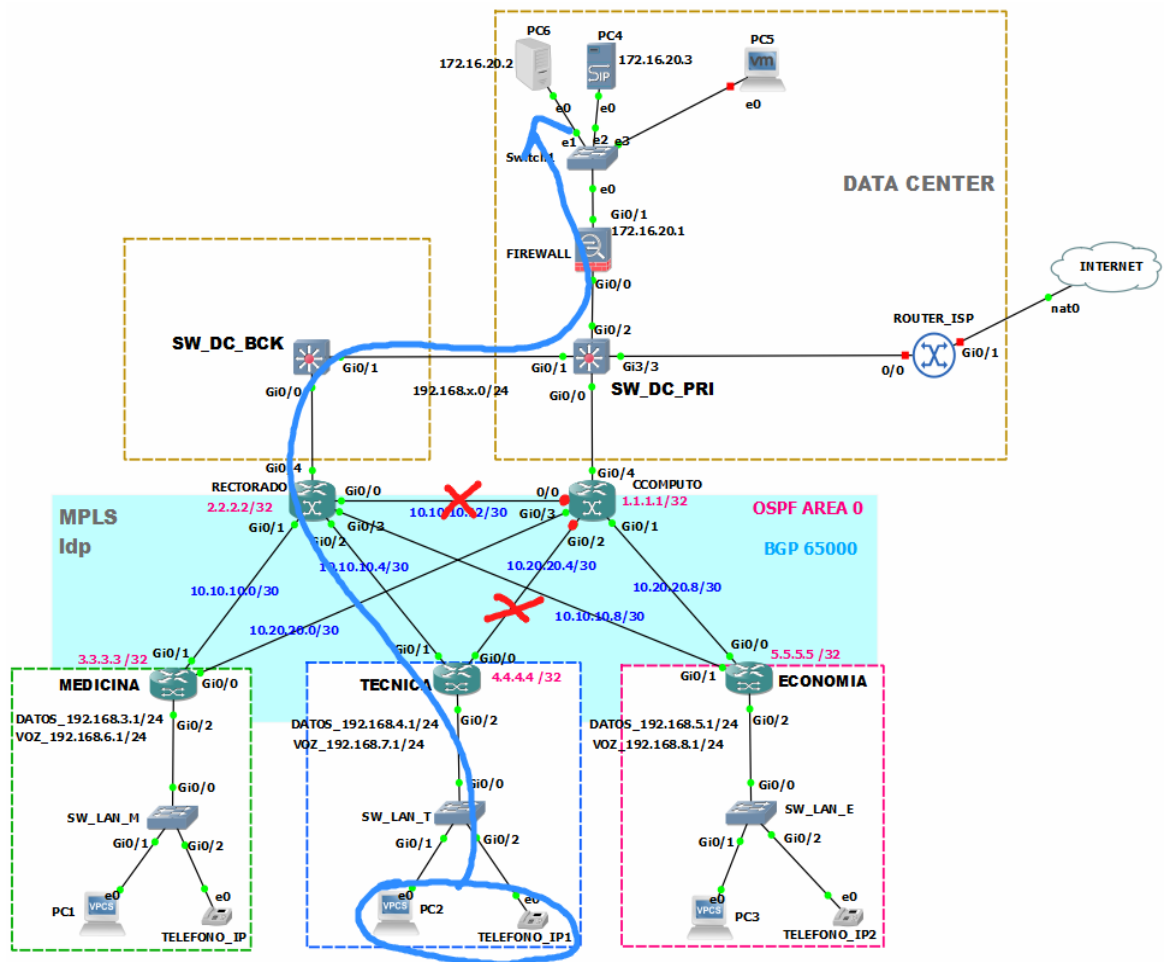 PC6
PC4
PC5
172.16.20.2
172.16.20.3
SIP
vm
e0
e0
e0
e1
e2
e3
Switch1
DATA CENTER
e0
Gi0/1
172.16.20.1
FIREWALL
Gi0/0
INTERNET
nat0
ROUTER_ISP
Gi0/2
SW_DC_BCK
Gi0/1
Gi0/1
Gi3/3
0/0
Gi0/1
Gi0/0
192.168.x.0/24
Gi0/0
SW_DC_PRI
Gi0/4
RECTORADO
Gi0/4
CCOMPUTO
MPLS
ldp
2.2.2.2/32
Gi0/0
0/0
1.1.1.1/32
OSPF AREA 0
Gi0/1
Gi0/2
Gi0/3
Gi0/3
Gi0/2
Gi0/1
BGP 65000
10.10.10.0/30
10.10.10.4/30
10.20.20.4/30
10.20.20.8/30
10.20.20.0/30
10.10.10.8/30
3.3.3.3 /32
Gi0/1
Gi0/1
Gi0/0
Gi0/0
5.5.5.5 /32
MEDICINA
Gi0/0
TECNICA
4.4.4.4 /32
Gi0/1
ECONOMIA
DATOS_192.168.3.1/24
VOZ_192.168.6.1/24
Gi0/2
DATOS_192.168.4.1/24
VOZ_192.168.7.1/24
Gi0/2
DATOS_192.168.5.1/24
VOZ_192.168.8.1/24
Gi0/2
Gi0/0
Gi0/0
Gi0/0
SW_LAN_M
SW_LAN_T
SW_LAN_E
Gi0/1
Gi0/2
Gi0/1
Gi0/2
Gi0/1
Gi0/2
e0
e0
e0
e0
e0
e0
VPCS
VPCS
VPCS
PC1
PC2
PC3
TELEFONO_IP
TELEFONO_IP1
TELEFONO_IP2